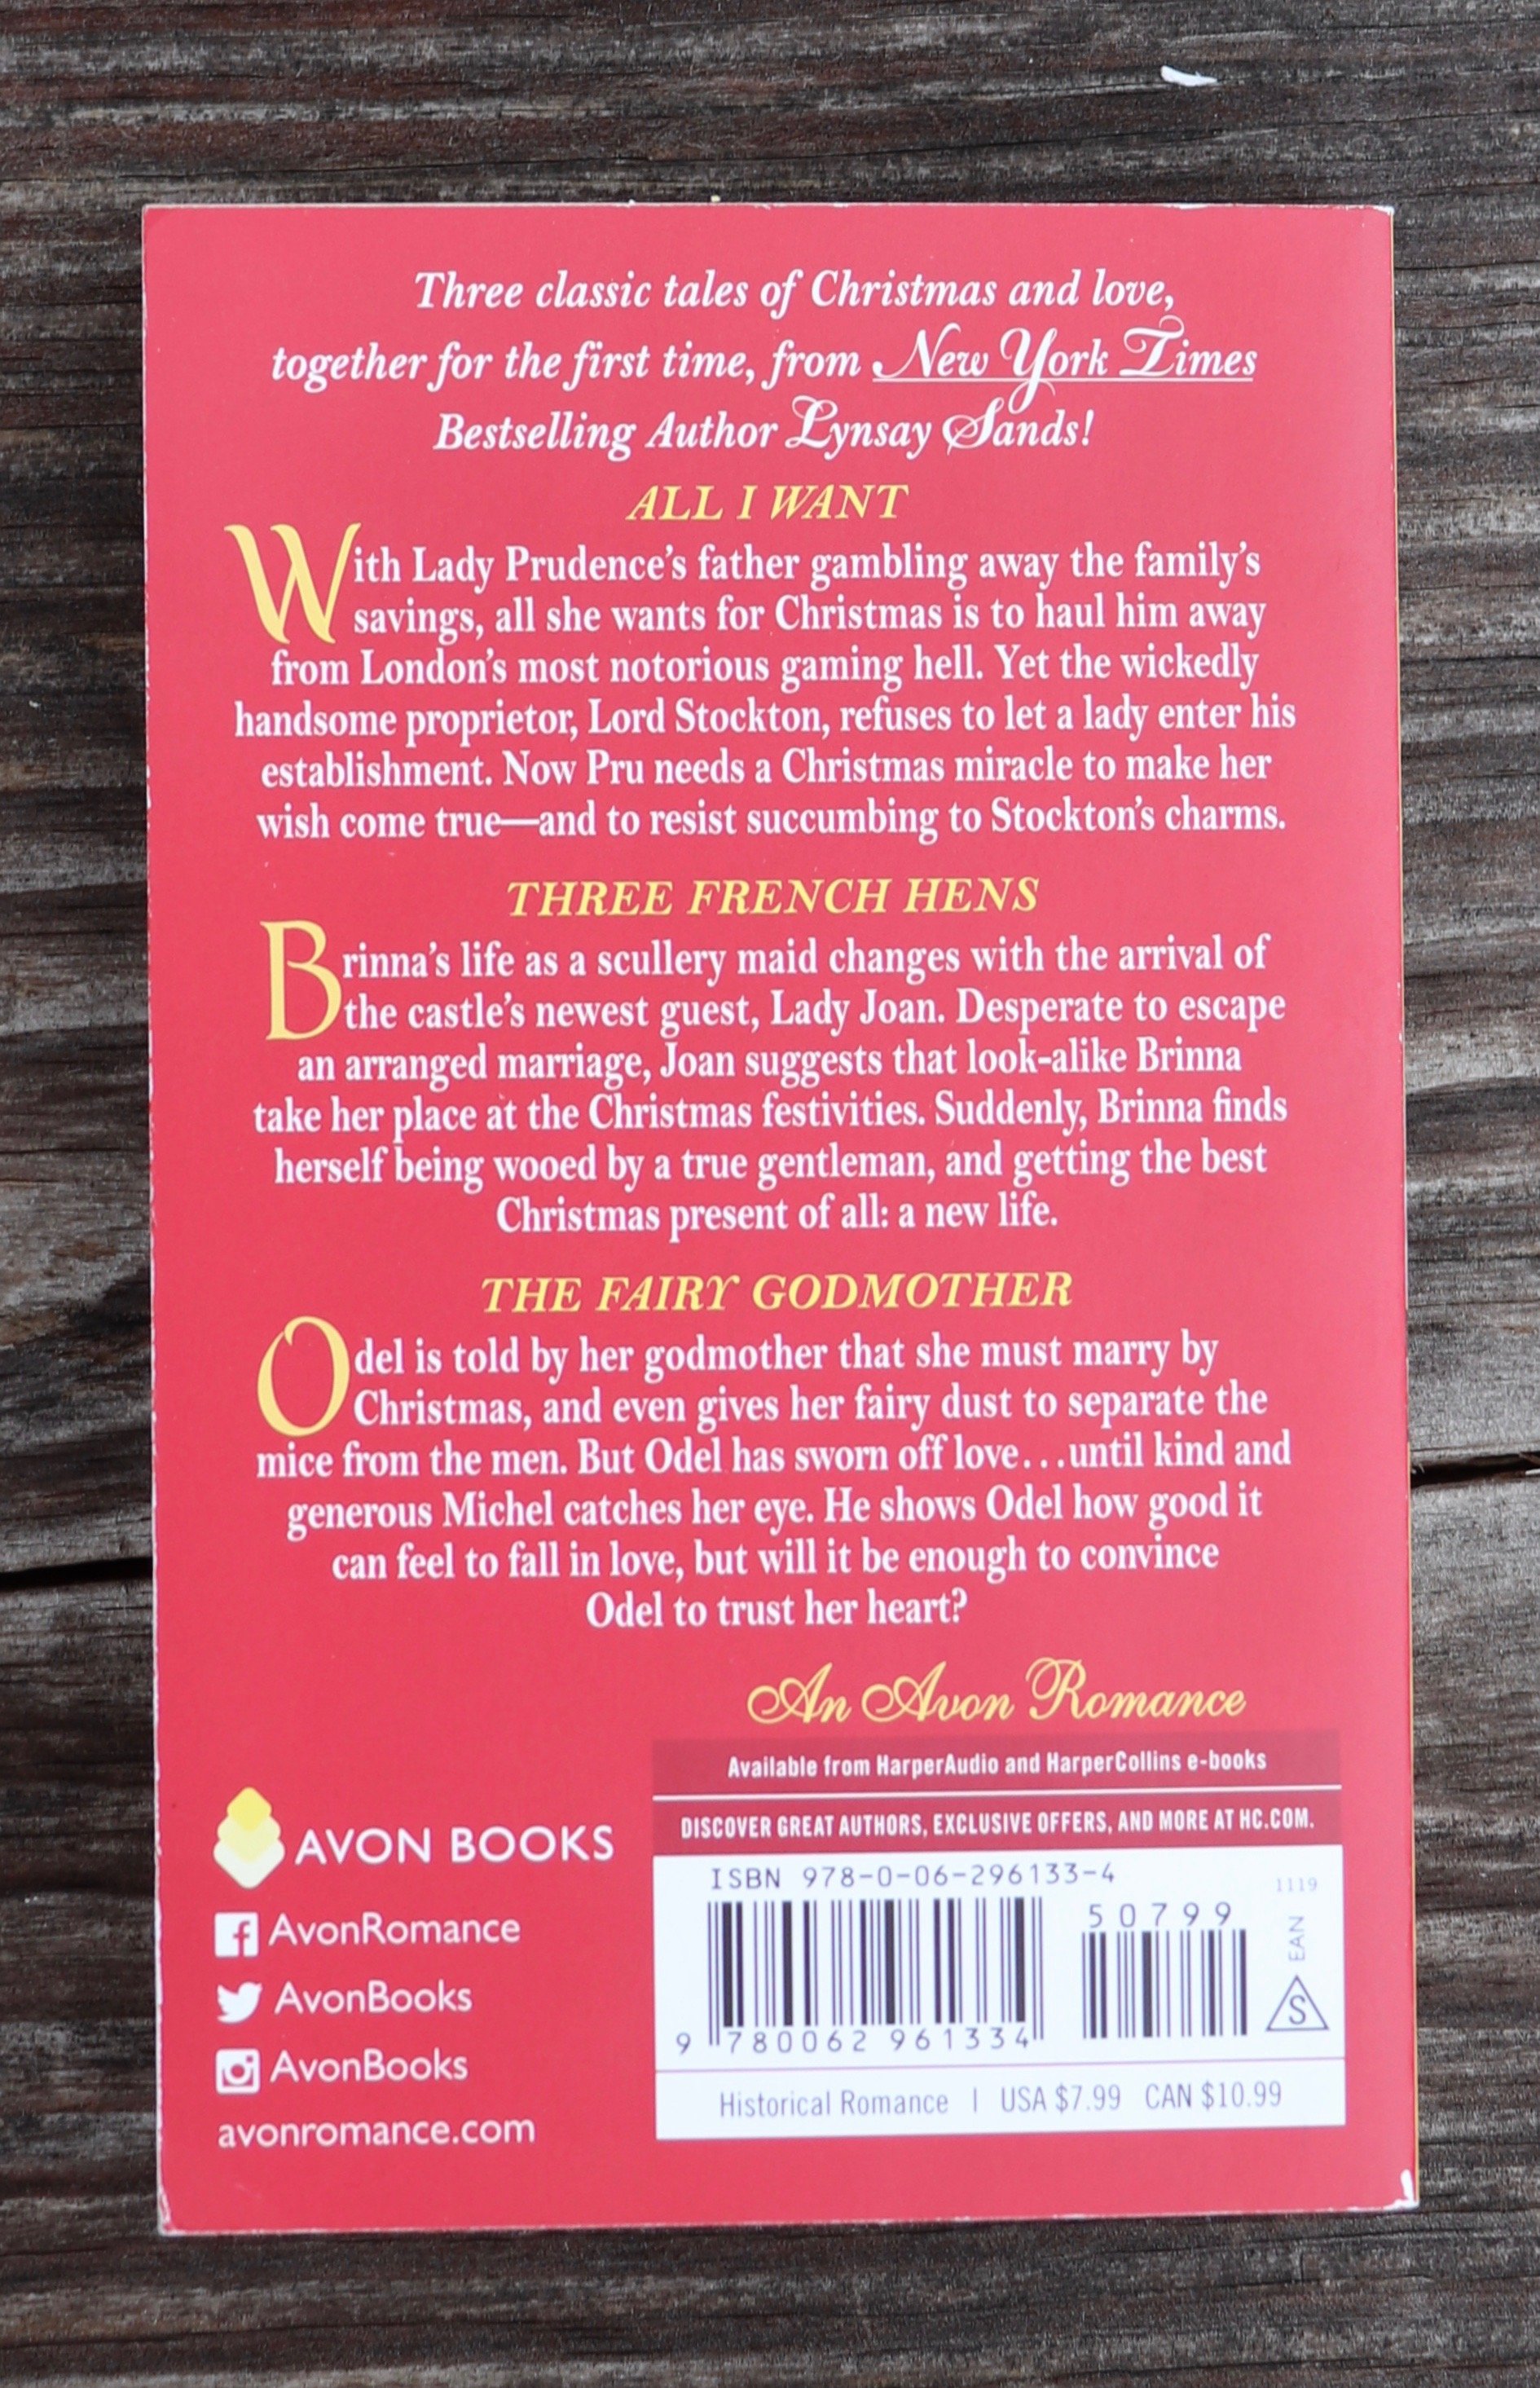 Three classic tales of Christmas and love,
together for the first time, from New York Times
Bestselling Author Lynsay Sands!
ALL I WANT
With Lady Prudence's father gambling away the family's
savings, all she wants for Christmas is to haul him away
from London's most notorious gaming hell. Yet the wickedly
handsome proprietor, Lord Stockton, refuses to let a lady enter his
establishment. Now Pru needs a Christmas miracle to make her
wish come true—and to resist succumbing to Stockton's charms.
THREE FRENCH HENS
Brinna's life as a scullery maid changes with the arrival of
the castle's newest guest, Lady Joan. Desperate to escape
an arranged marriage, Joan suggests that look-alike Brinna
take her place at the Christmas festivities. Suddenly, Brinna finds
herself being wooed by a true gentleman, and getting the best
Christmas present of all: a new life.
THE FAIRY GODMOTHER
Odel is told by her godmother that she must marry by
Christmas, and even gives her fairy dust to separate the
mice from the men. But Odel has sworn off love...until kind and
generous Michel catches her eye. He shows Odel how good it
can feel to fall in love, but will it be enough to convince
Odel to trust her heart?
An Avon Romance
Available from HarperAudio and HarperCollins e-books
DISCOVER GREAT AUTHORS, EXCLUSIVE OFFERS, AND MORE AT HC.COM.
AVON BOOKS
AvonRomance
AvonBooks
AvonBooks
avonromance.com
ISBN 978-0-06-296133-4
1119
50799
EAN
S
9 780062 961334
Historical Romance | USA $7.99 CAN $10.99